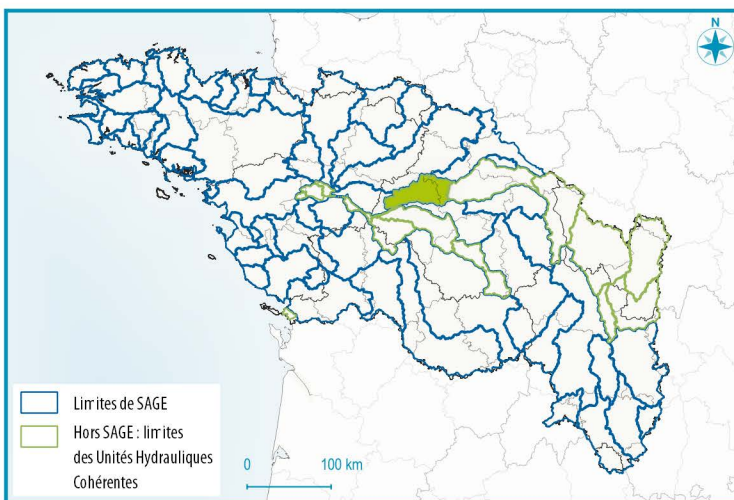 N
Limites de SAGE
Hors SAGE : limites
des Unités Hydrauliques
Cohérentes
0 100 km